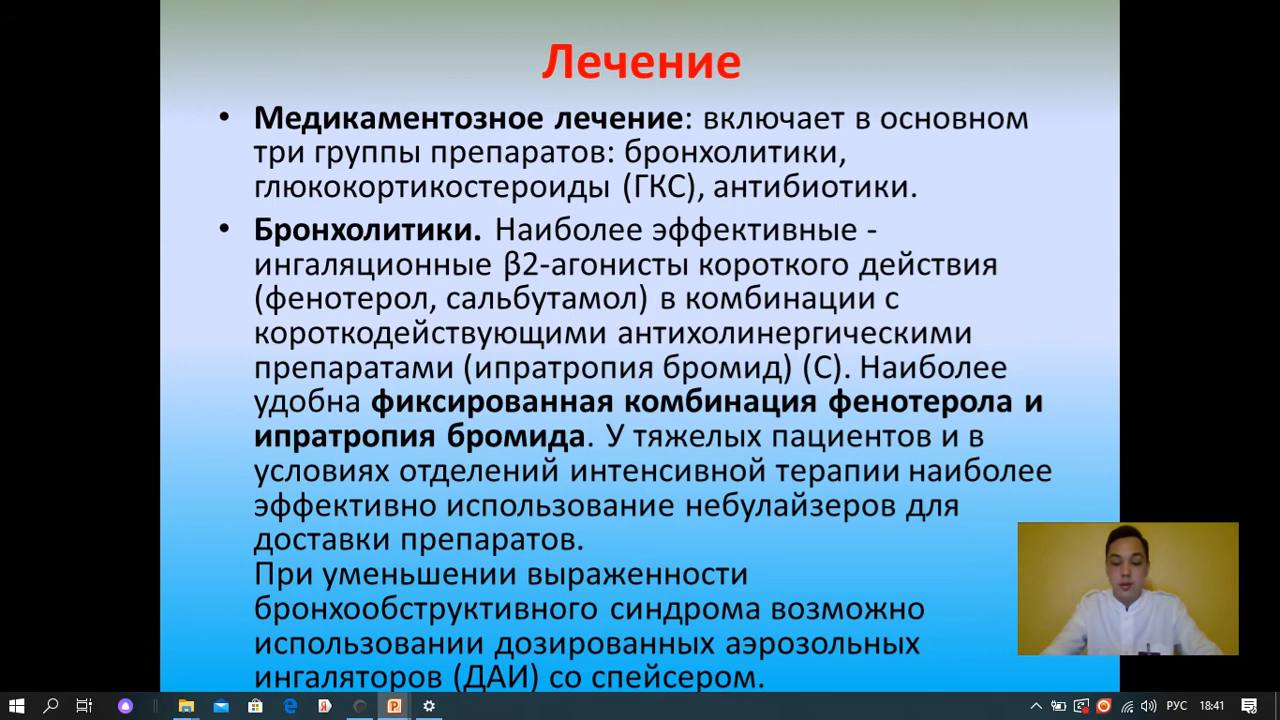 Лечение
• Медикаментозное лечение: включает в основном
три группы препаратов: бронхолитики,
глюкокортикостероиды (ГКС), антибиотики.
• Бронхолитики. Наиболее эффективные -
ингаляционные β2-агонисты короткого действия
(фенотерол, сальбутамол) в комбинации с
короткодействующими антихолинергическими
препаратами (ипратропия бромид) (С). Наиболее
удобна фиксированная комбинация фенотерола и
ипратропия бромида. У тяжелых пациентов и в
условиях отделений интенсивной терапии наиболее
эффективно использование небулайзеров для
доставки препаратов.
При уменьшении выраженности
бронхообструктивного синдрома возможно
использовании дозированных аэрозольных
ингаляторов (ДАИ) со спейсером.
РУС 18:41